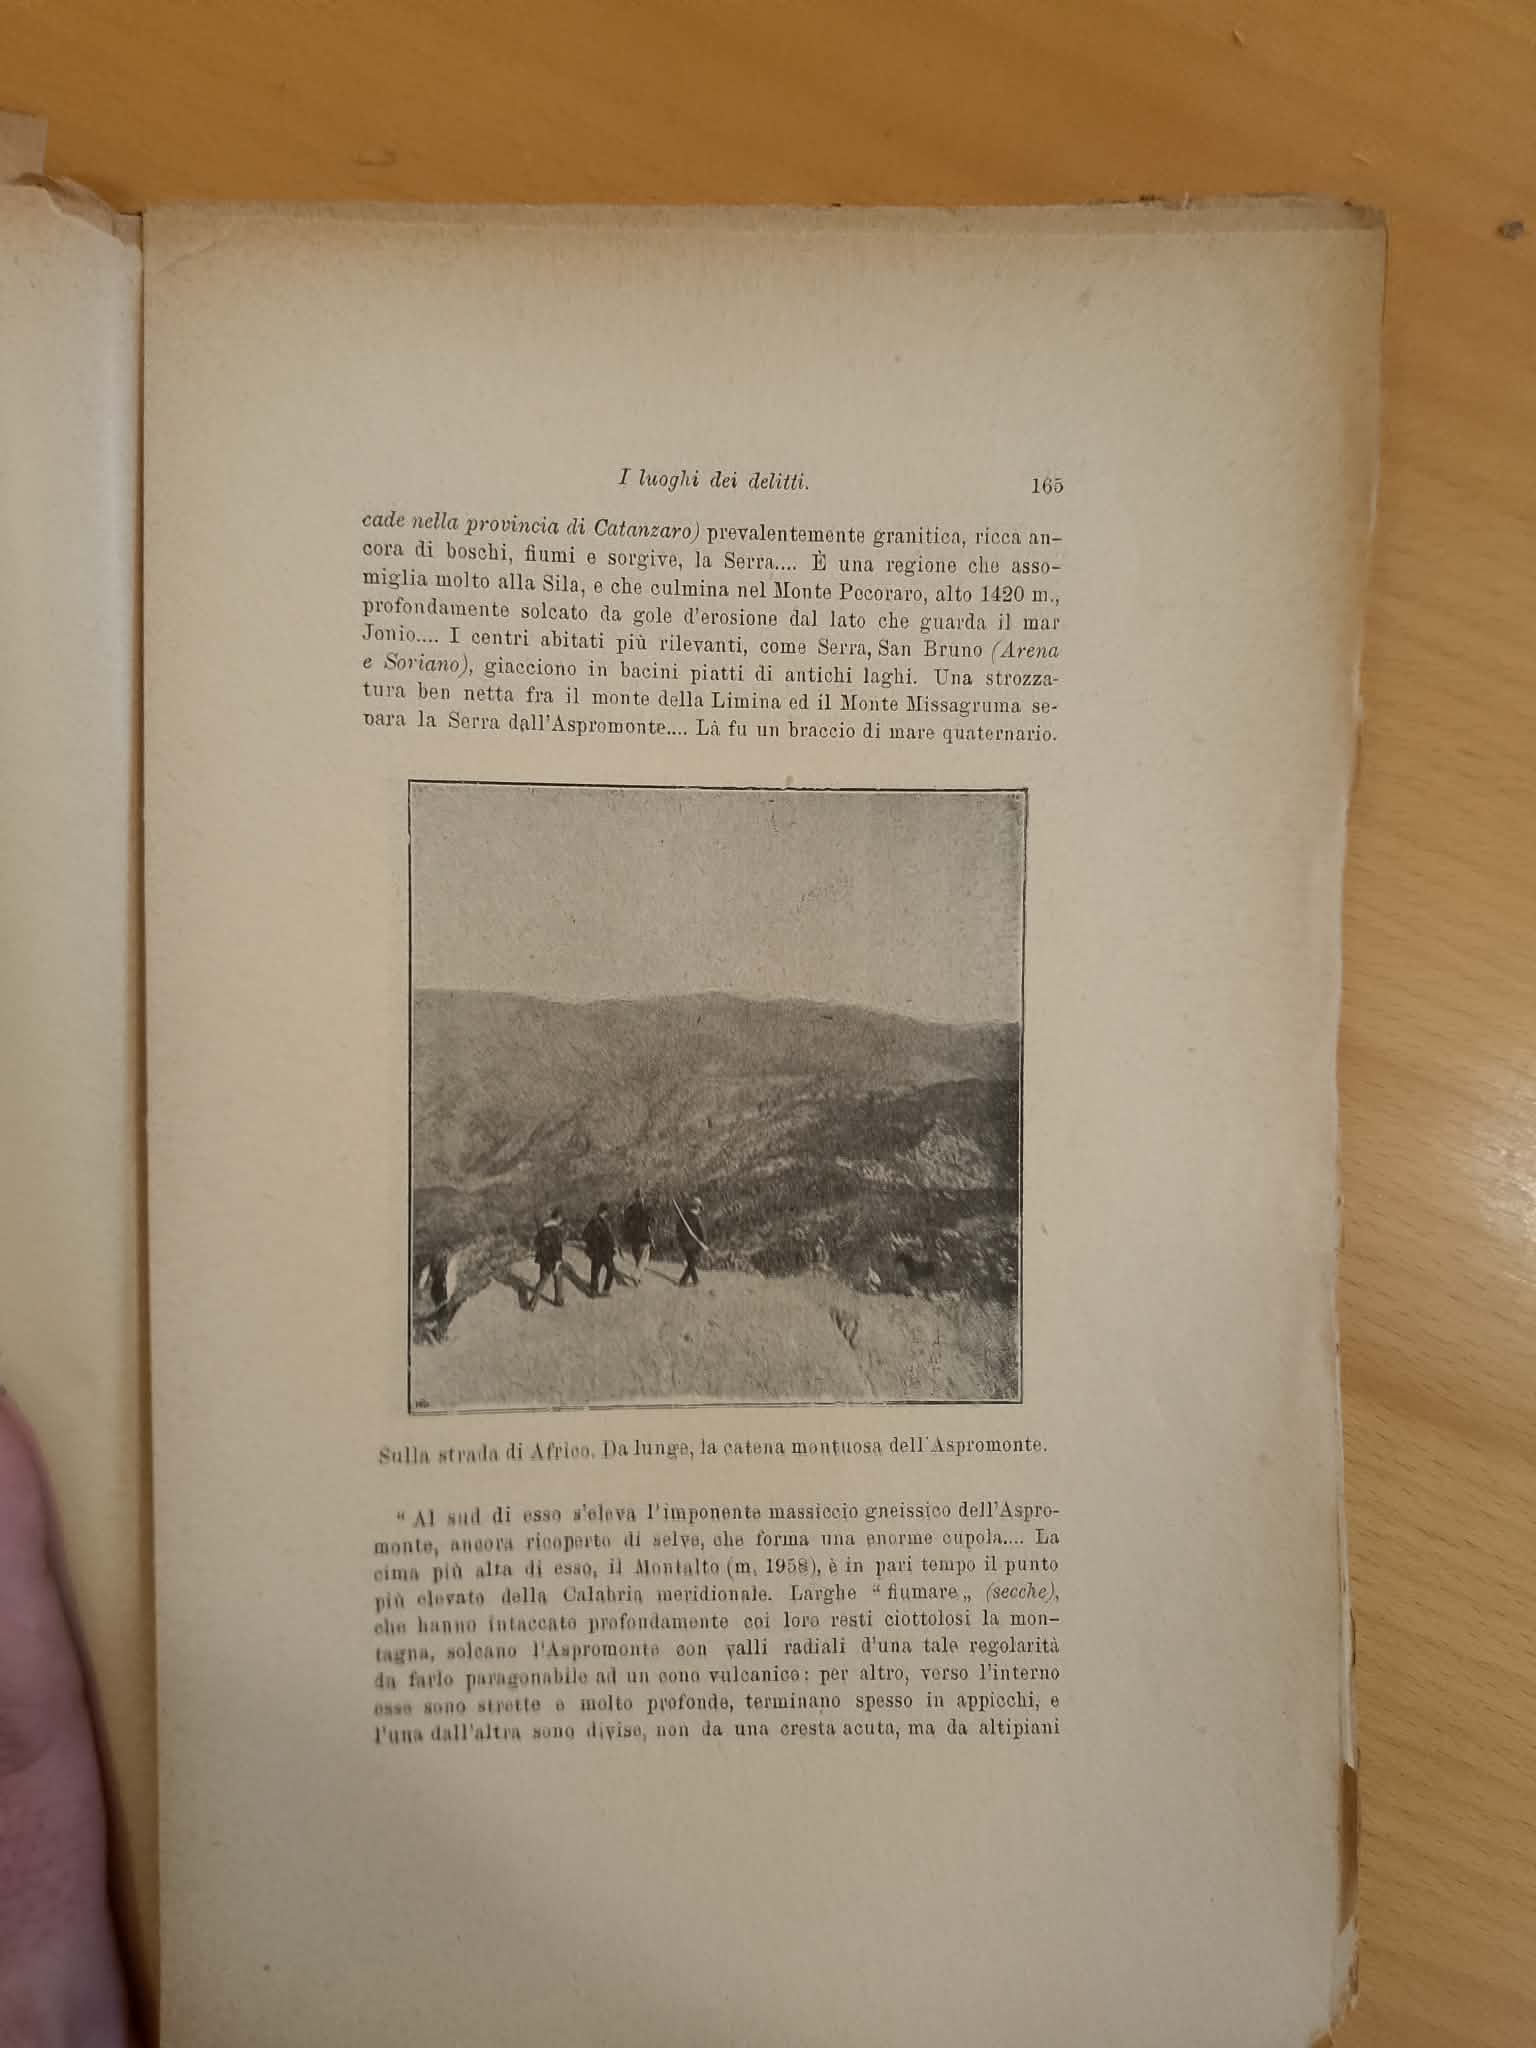 I luoghi dei delitti. 165
cade nella provincia di Catanzaro) prevalentemente granitica, ricca an-
cora di boschi, fiumi e sorgive, la Serra.... È una regione che asso-
miglia molto alla Sila, e che culmina nel Monte Pecoraro, alto 1420 m.,
profondamente solcato da gole d'erosione dal lato che guarda il mar
Jonio.... I centri abitati più rilevanti, come Serra, San Bruno (Arena
e Soriano), giacciono in bacini piatti di antichi laghi. Una strozza-
tura ben netta fra il monte della Limina ed il Monte Missagruma se-
para la Serra dall'Aspromonte.... Là fu un braccio di mare quaternario.
Sulla strada di Africo. Da lunge, la catena montuosa dell'Aspromonte.
“ Al sud di esso s'eleva l'imponente massiccio gneissico dell'Aspro-
monte, ancora ricoperto di selve, che forma una enorme cupola.... La
cima più alta di esso, il Montalto (m. 1958), è in pari tempo il punto
più elevato della Calabria meridionale. Larghe “ fiumare „ (secche),
che hanno intaccato profondamente coi loro resti ciottolosi la mon-
tagna, solcano l'Aspromonte con valli radiali d'una tale regolarità
da farlo paragonabile ad un cono vulcanico: per altro, verso l'interno
esse sono strette e molto profonde, terminano spesso in appicchi, e
l'una dall'altra sono divise, non da una cresta acuta, ma da altipiani